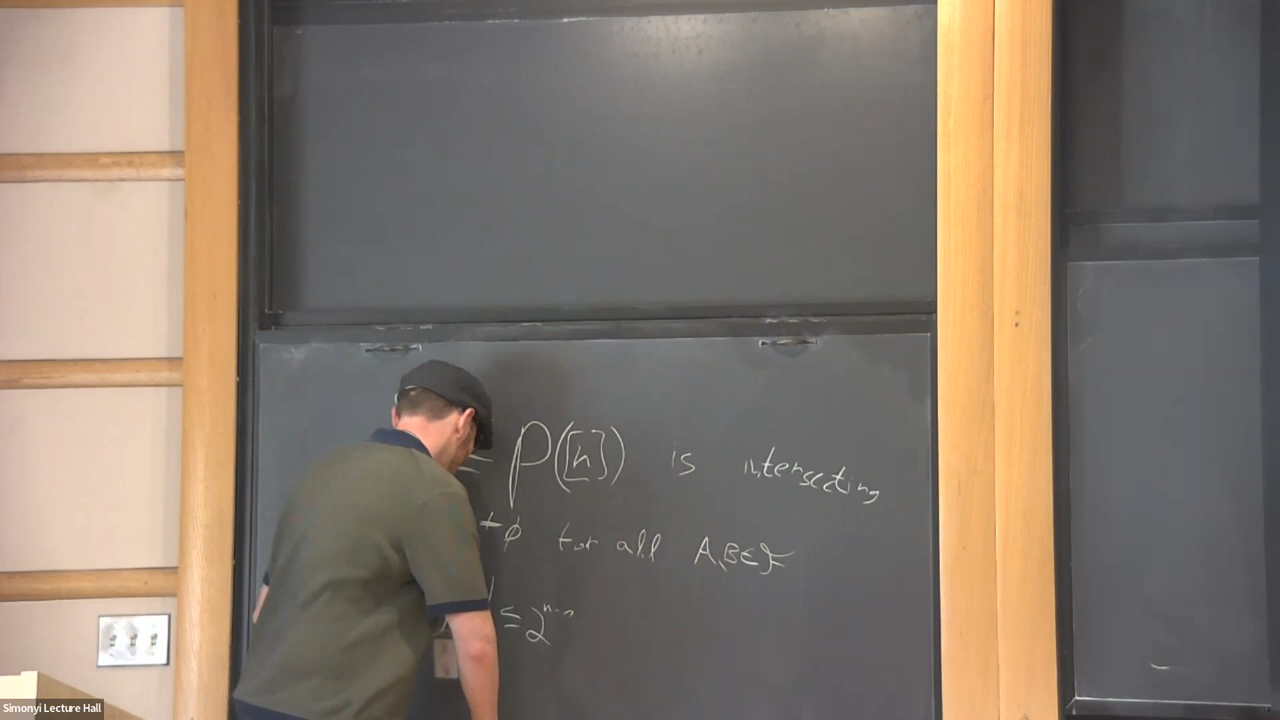 = P([n]) is intersecting
≠ ∅ for all A,B∈F
≤ 2^{n-1}
Simonyi Lecture Hall